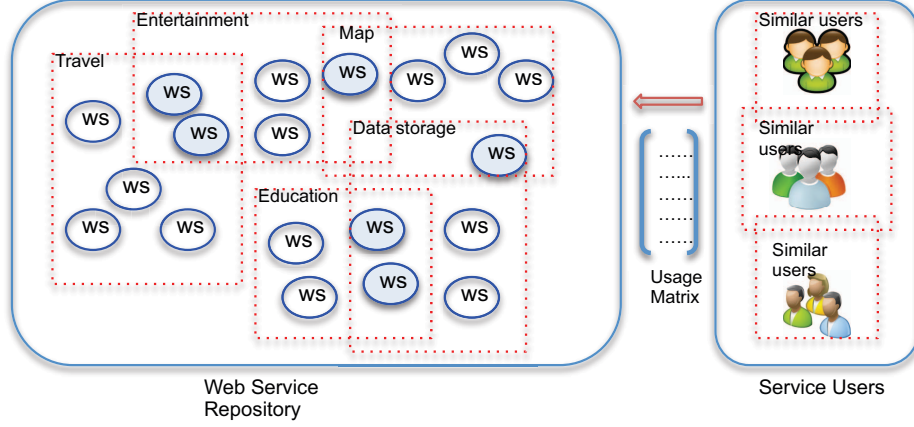 Entertainment
Map
Similar users
Travel
WS
WS
WS
WS
WS
WS
WS
WS
WS
WS
Data storage
WS
Similar
users
WS
Education
WS
WS
WS
WS
WS
WS
WS
WS
WS
......
......
......
......
......
Similar
users
Usage
Matrix
Web Service
Repository
Service Users